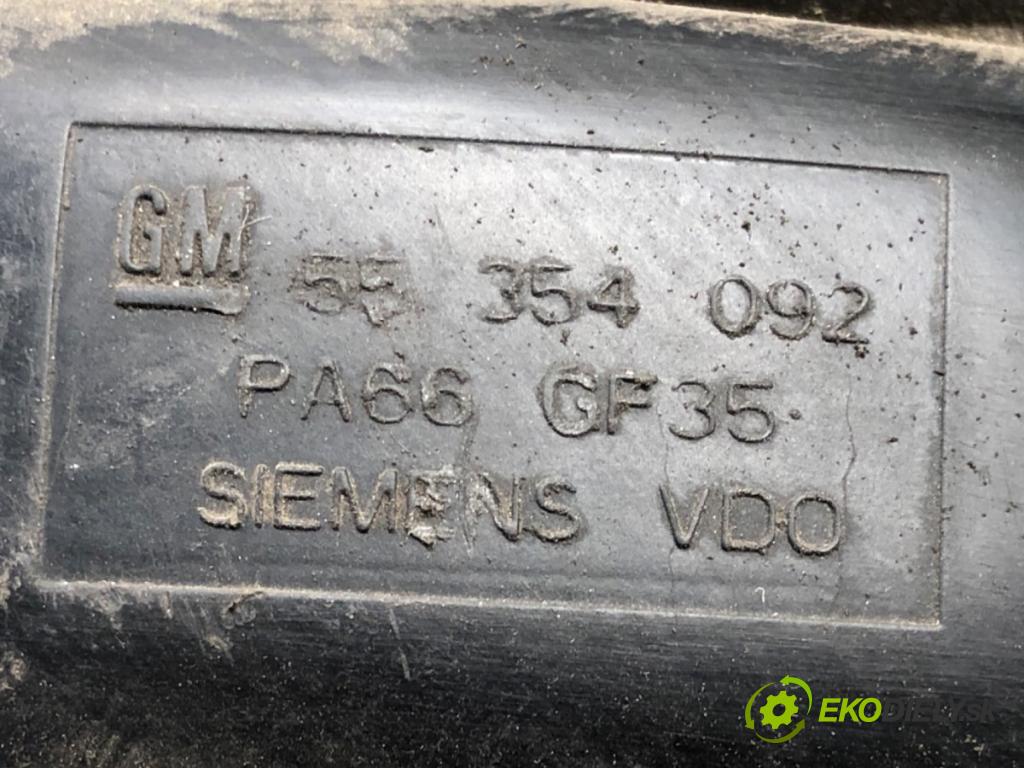 GM 55 354 092
PA66 GF35
SIEMENS VDO
EKODIELY.SK